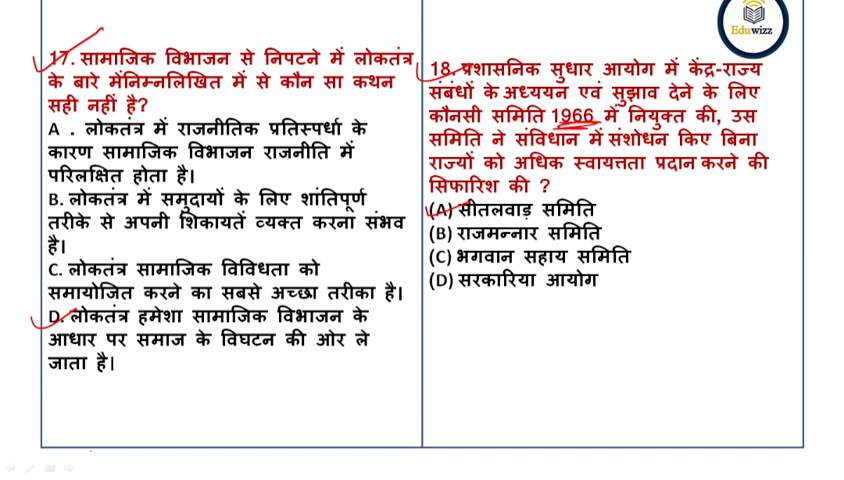 Eduwizz
17. सामाजिक विभाजन से निपटने में लोकतंत्र
के बारे मेंनिम्नलिखित में से कौन सा कथन
सही नहीं है?
A . लोकतंत्र में राजनीतिक प्रतिस्पर्धा के
कारण सामाजिक विभाजन राजनीति में
परिलक्षित होता है।
B. लोकतंत्र में समुदायों के लिए शांतिपूर्ण
तरीके से अपनी शिकायतें व्यक्त करना संभव
है।
C. लोकतंत्र सामाजिक विविधता को
समायोजित करने का सबसे अच्छा तरीका है।
D. लोकतंत्र हमेशा सामाजिक विभाजन के
आधार पर समाज के विघटन की ओर ले
जाता है।
18. प्रशासनिक सुधार आयोग में केंद्र-राज्य
संबंधों के अध्ययन एवं सुझाव देने के लिए
कौनसी समिति 1966 में नियुक्त की, उस
समिति ने संविधान में संशोधन किए बिना
राज्यों को अधिक स्वायत्तता प्रदान करने की
सिफारिश की ?
(A) सीतलवाड़ समिति
(B) राजमन्नार समिति
(C) भगवान सहाय समिति
(D) सरकारिया आयोग